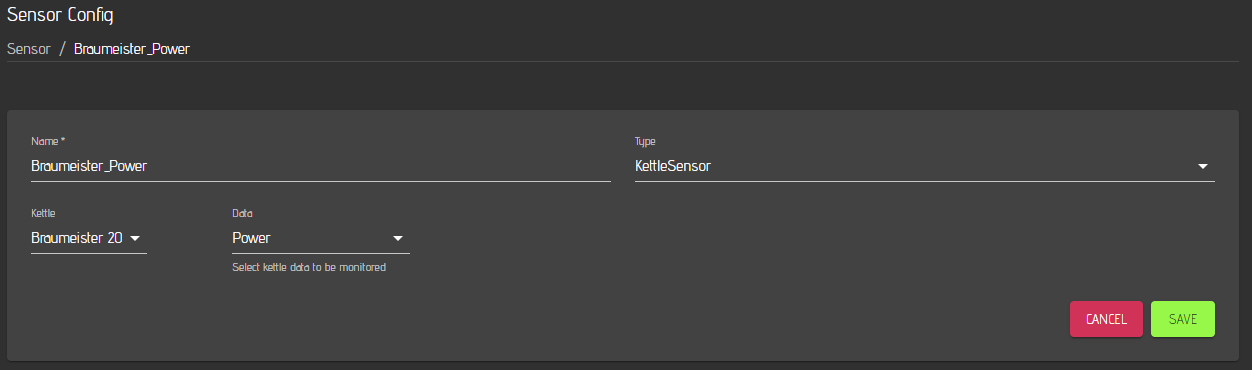 Sensor Config
Sensor / Braumeister_Power
Name *
Type
Braumeister_Power
KettleSensor
Kettle
Data
Braumeister 20
Power
Select kettle data to be monitored
CANCEL
SAVE